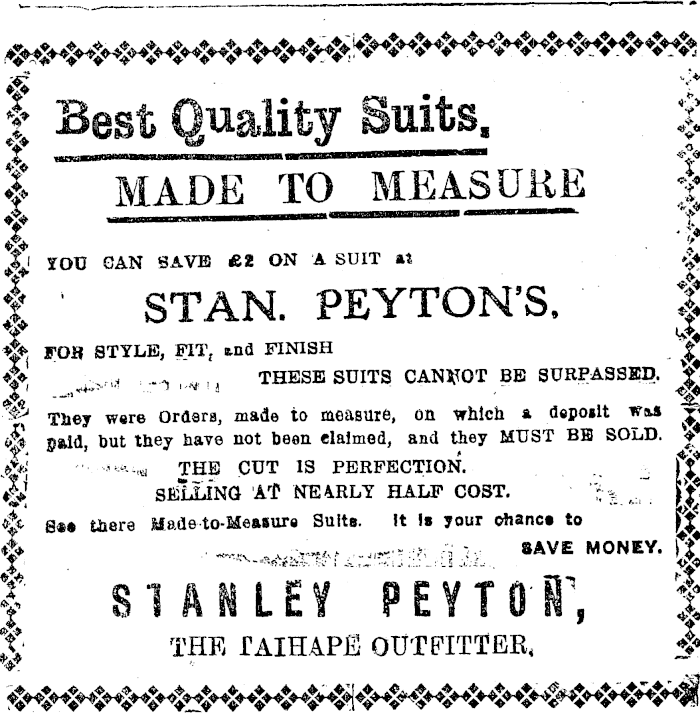 Best Quality Suits,
MADE TO MEASURE
YOU CAN SAVE £2 ON A SUIT at
STAN. PEYTON'S.
FOR STYLE, FIT, and FINISH
THESE SUITS CANNOT BE SURPASSED.
They were Orders, made to measure, on which a deposit was
paid, but they have not been claimed, and they MUST BE SOLD.
THE CUT IS PERFECTION.
SELLING AT NEARLY HALF COST.
See there Made-to-Measure Suits. It is your chance to
SAVE MONEY.
STANLEY PEYTON,
THE TAIHAPE OUTFITTER,